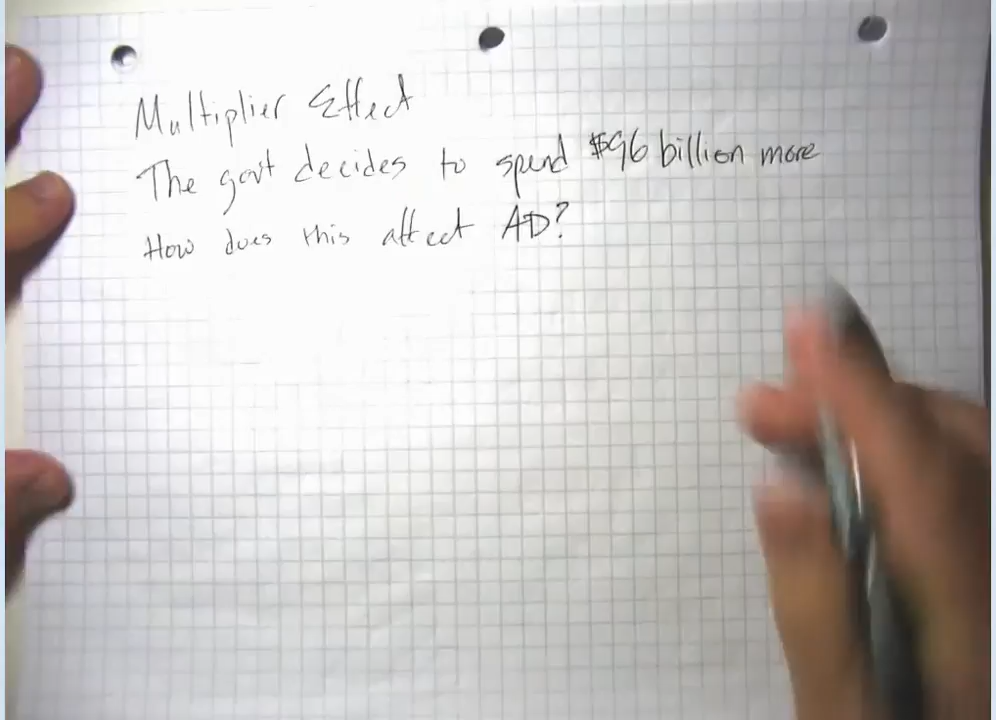 Multiplier Effect
The govt decides to spend $96 billion more
How does this affect AD?